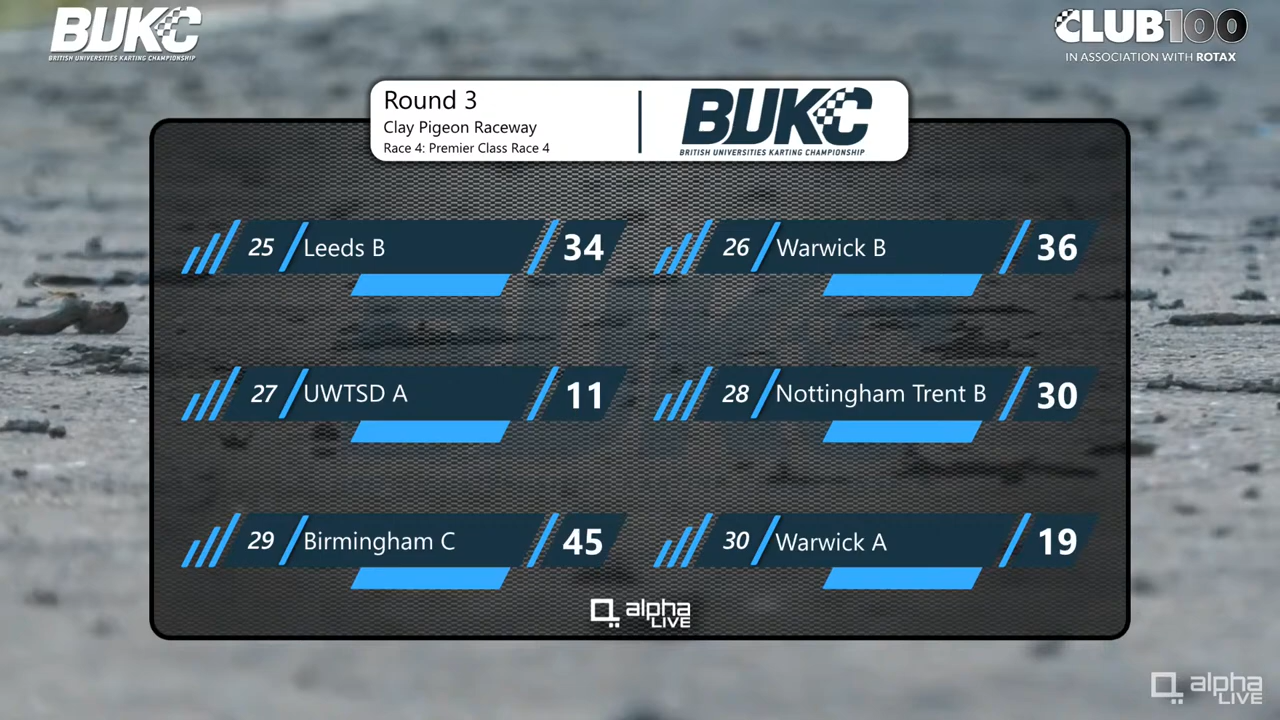 BUKC
BRITISH UNIVERSITIES KARTING CHAMPIONSHIP
CLUB100
IN ASSOCIATION WITH ROTAX
Round 3
Clay Pigeon Raceway
Race 4: Premier Class Race 4
BUKC
BRITISH UNIVERSITIES KARTING CHAMPIONSHIP
25 Leeds B 34
26 Warwick B 36
27 UWTSD A 11
28 Nottingham Trent B 30
29 Birmingham C 45
30 Warwick A 19
alpha
LIVE
alpha
LIVE